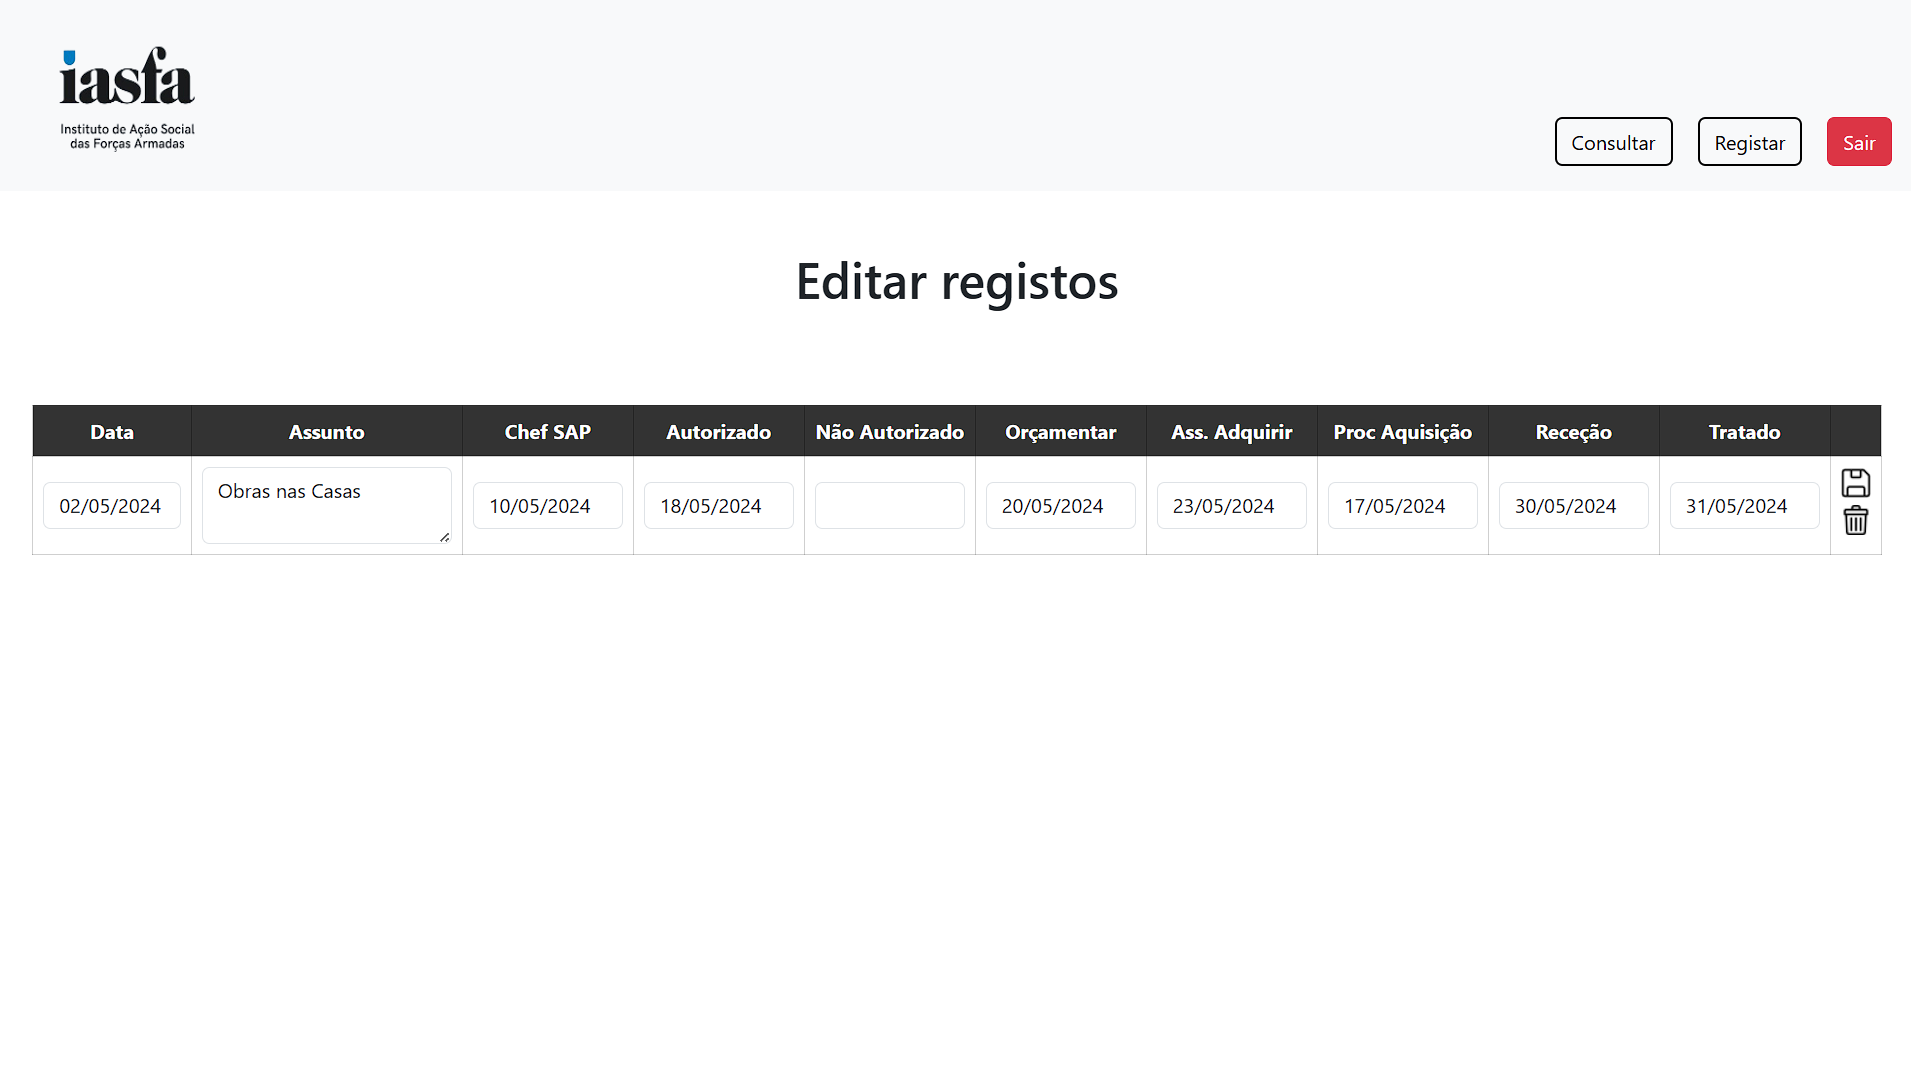 iasfa
Instituto de Ação Social
das Forças Armadas
Consultar
Registar
Sair
Editar registos
Data Assunto Chef SAP Autorizado Não Autorizado Orçamentar Ass. Adquirir Proc Aquisição Receção Tratado
02/05/2024 Obras nas Casas 10/05/2024 18/05/2024 20/05/2024 23/05/2024 17/05/2024 30/05/2024 31/05/2024